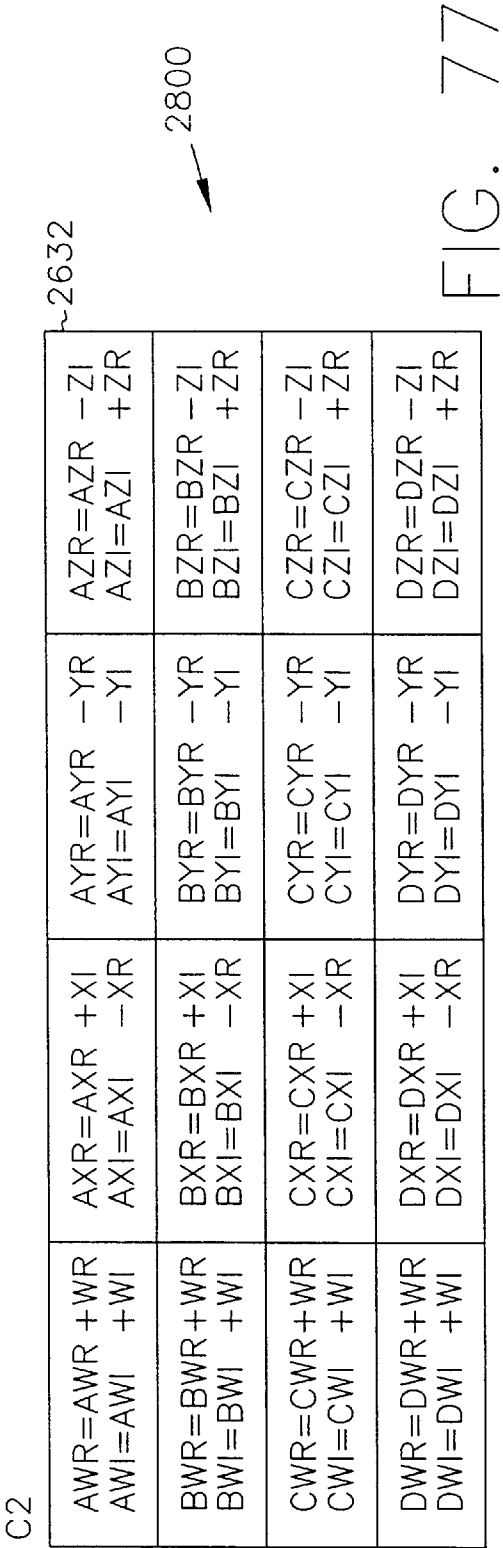 C2
2632
2800
AWR=AWR +WR
AWI=AWI +WI
AXR=AXR +XI
AXI=AXI −XR
AYR=AYR −YR
AYI=AYI −YI
AZR=AZR −ZI
AZI=AZI +ZR
BWR=BWR+WR
BWI=BWI +WI
BXR=BXR +XI
BXI=BXI −XR
BYR=BYR −YR
BYI=BYI −YI
BZR=BZR −ZI
BZI=BZI +ZR
CWR=CWR+WR
CWI=CWI +WI
CXR=CXR +XI
CXI=CXI −XR
CYR=CYR −YR
CYI=CYI −YI
CZR=CZR −ZI
CZI=CZI +ZR
DWR=DWR+WR
DWI=DWI +WI
DXR=DXR +XI
DXI=DXI −XR
DYR=DYR −YR
DYI=DYI −YI
DZR=DZR −ZI
DZI=DZI +ZR
FIG. 77